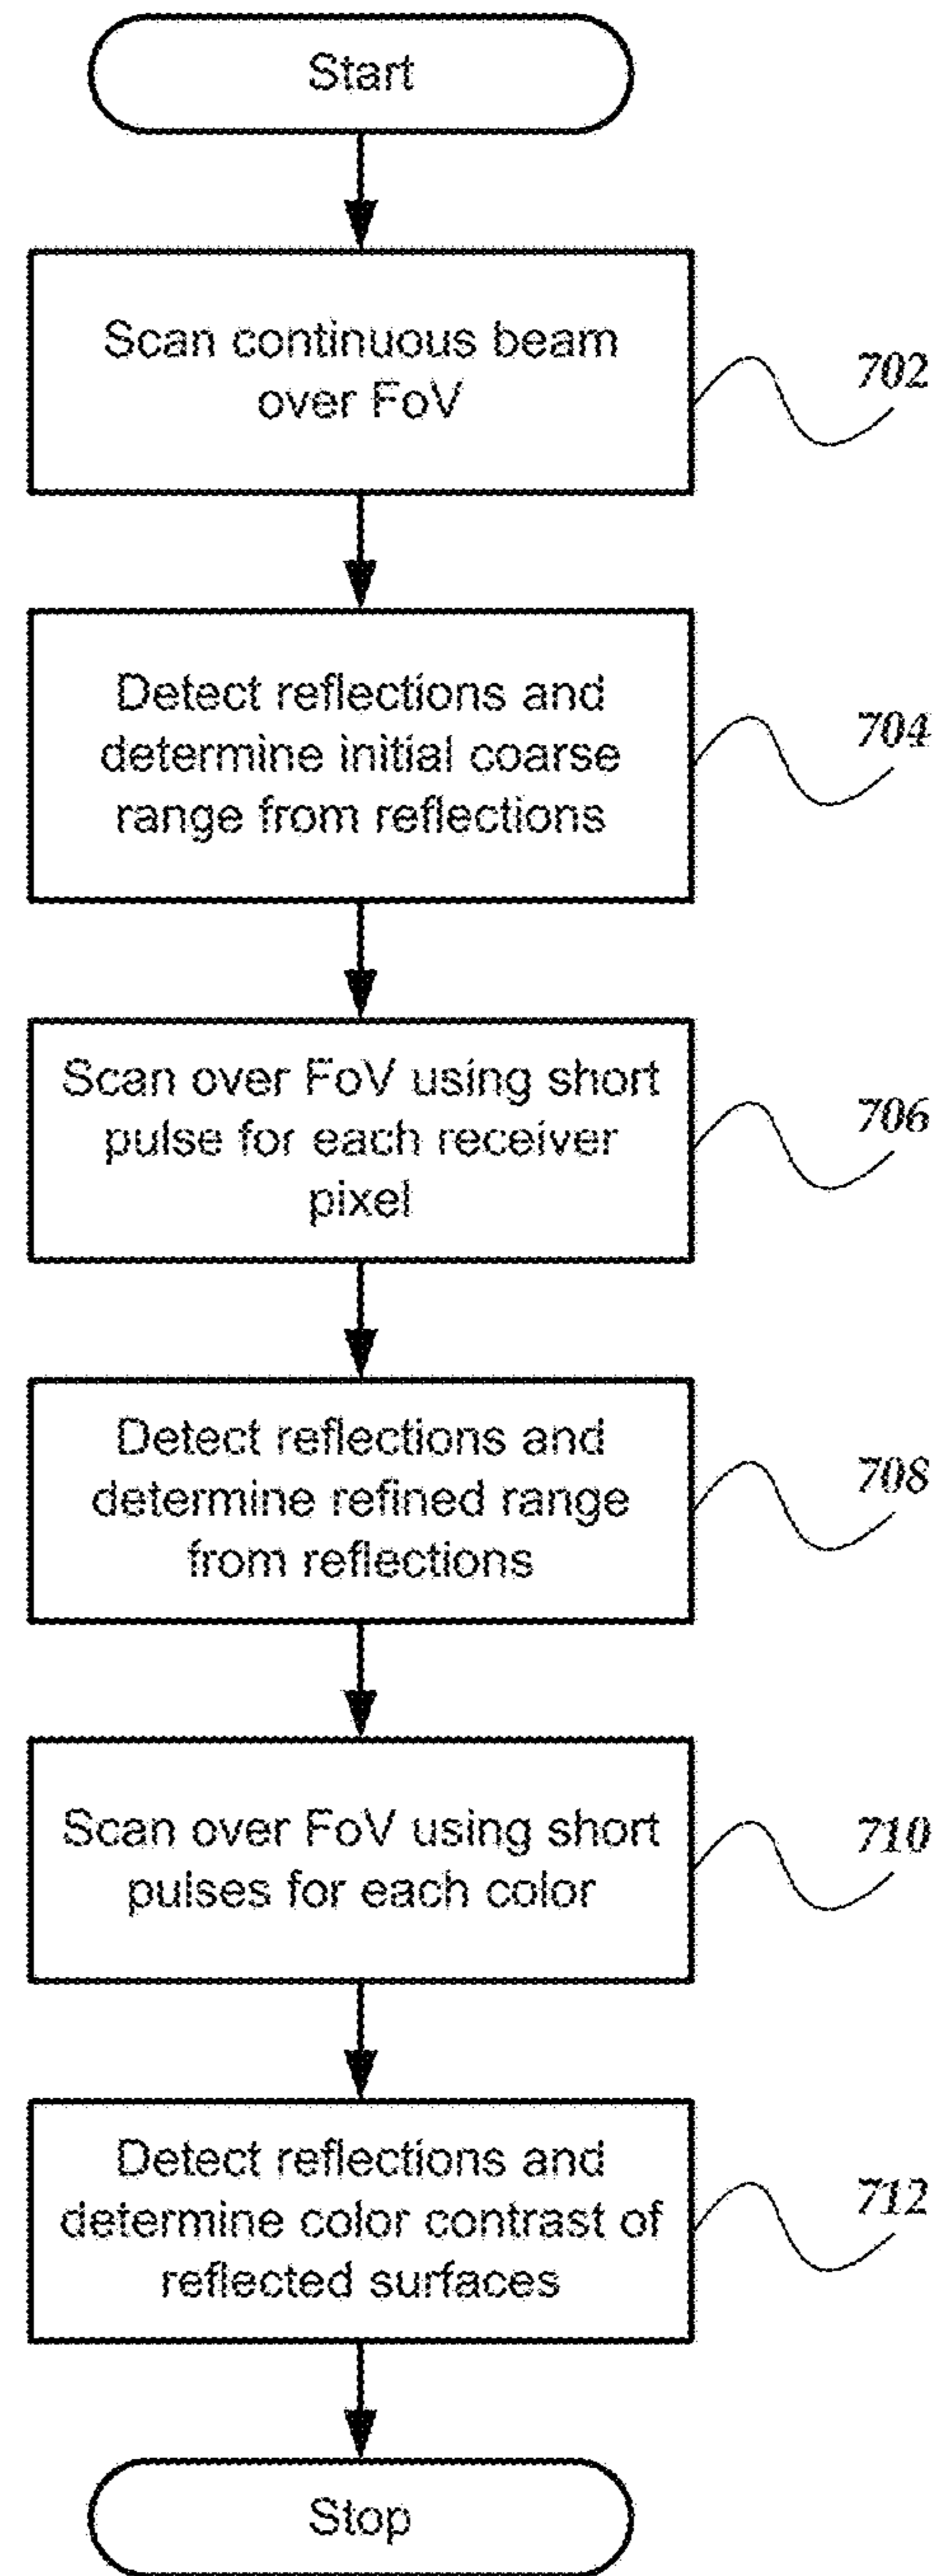 Start
Scan continuous beam
over FoV
702
Detect reflections and
determine initial coarse
range from reflections
704
Scan over FoV using short
pulse for each receiver
pixel
706
Detect reflections and
determine refined range
from reflections
708
Scan over FoV using short
pulses for each color
710
Detect reflections and
determine color contrast of
reflected surfaces
712
Stop